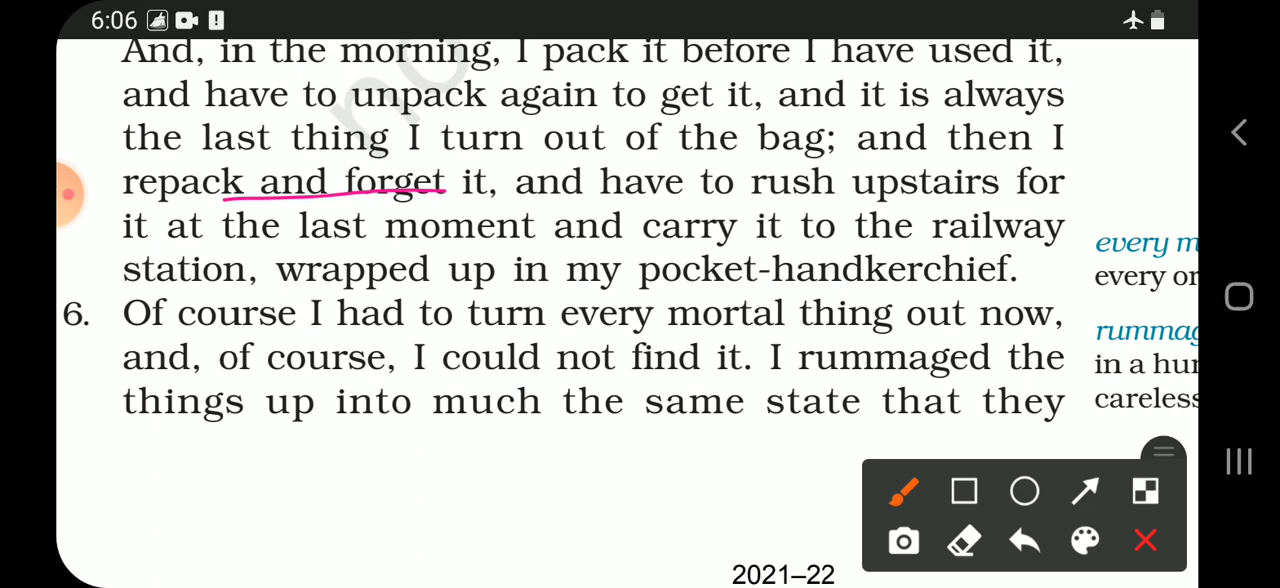 6:06
And, in the morning, I pack it before I have used it,
and have to unpack again to get it, and it is always
the last thing I turn out of the bag; and then I
repack and forget it, and have to rush upstairs for
it at the last moment and carry it to the railway
station, wrapped up in my pocket-handkerchief.
6. Of course I had to turn every mortal thing out now,
and, of course, I could not find it. I rummaged the
things up into much the same state that they
every m
every or
rummag
in a hur
careless
2021–22